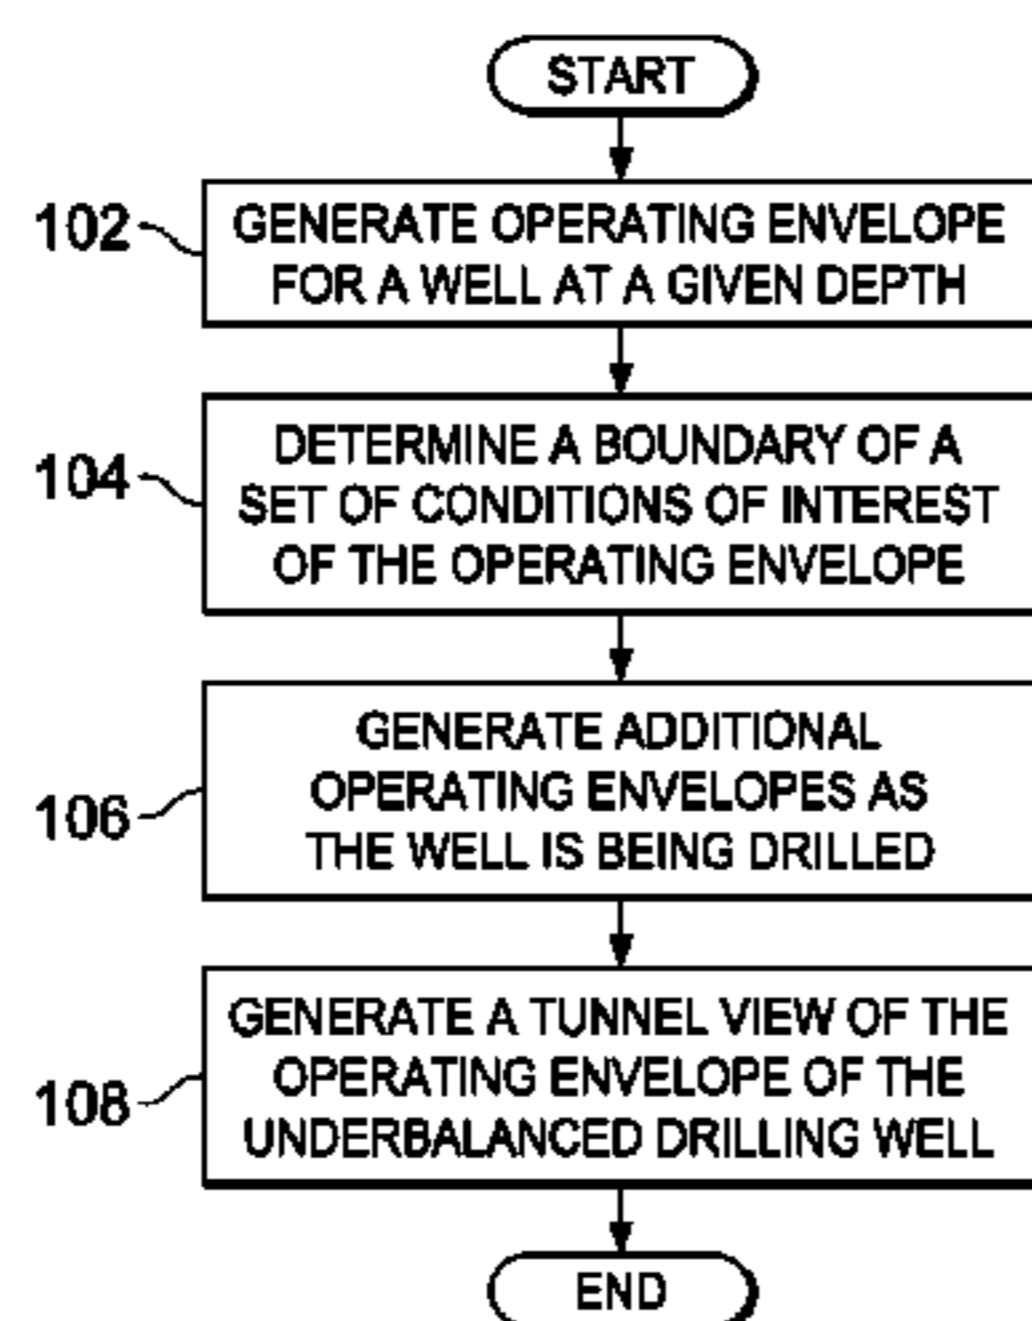 START
102
GENERATE OPERATING ENVELOPE
FOR A WELL AT A GIVEN DEPTH
104
DETERMINE A BOUNDARY OF A
SET OF CONDITIONS OF INTEREST
OF THE OPERATING ENVELOPE
106
GENERATE ADDITIONAL
OPERATING ENVELOPES AS
THE WELL IS BEING DRILLED
108
GENERATE A TUNNEL VIEW OF THE
OPERATING ENVELOPE OF THE
UNDERBALANCED DRILLING WELL
END